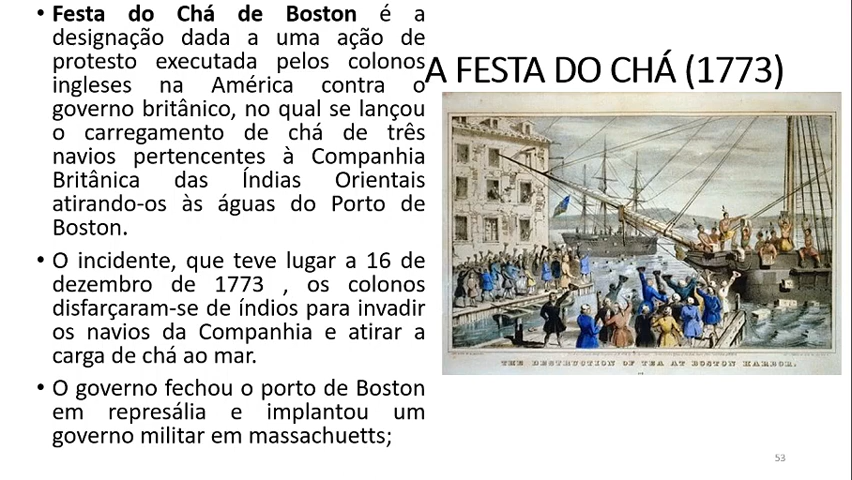 • Festa do Chá de Boston é a
designação dada a uma ação de
protesto executada pelos colonos
ingleses na América contra o
governo britânico, no qual se lançou
o carregamento de chá de três
navios pertencentes à Companhia
Britânica das Índias Orientais
atirando-os às águas do Porto de
Boston.
• O incidente, que teve lugar a 16 de
dezembro de 1773 , os colonos
disfarçaram-se de índios para invadir
os navios da Companhia e atirar a
carga de chá ao mar.
• O governo fechou o porto de Boston
em represália e implantou um
governo militar em massachuetts;
A FESTA DO CHÁ (1773)
THE DESTRUCTION OF TEA AT BOSTON HARBOR.
53